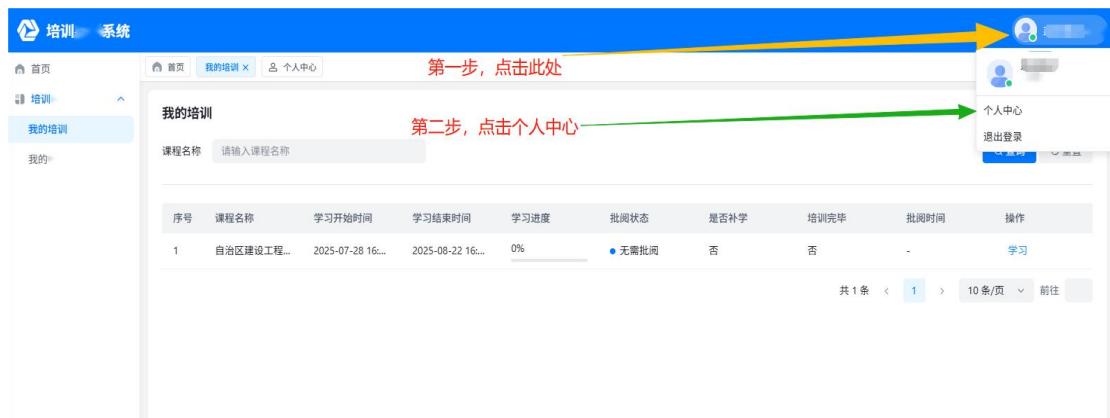 培训 系统
首页
培训
我的培训
我的
首页 我的培训 × 个人中心
第一步，点击此处
个人中心
退出登录
我的培训
第二步，点击个人中心
课程名称 请输入课程名称
查询 重置
序号 课程名称 学习开始时间 学习结束时间 学习进度 批阅状态 是否补学 培训完毕 批阅时间 操作
1 自治区建设工程... 2025-07-28 16:... 2025-08-22 16:... 0% 无需批阅 否 否 - 学习
共 1 条 < 1 > 10 条/页 前往